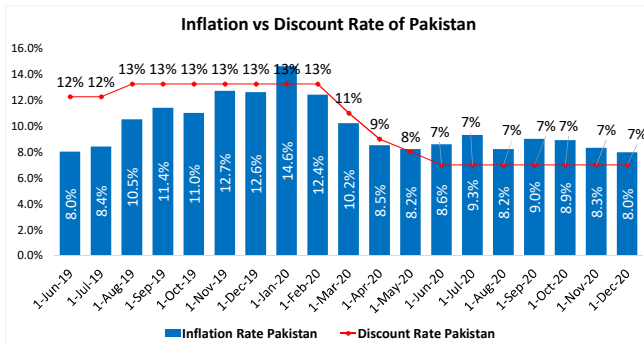 Inflation vs Discount Rate of Pakistan
16.0%
14.0%
12.0%
10.0%
8.0%
6.0%
4.0%
2.0%
0.0%
12% 12% 13% 13% 13% 13% 13% 13% 13% 11% 9% 8% 7% 7% 7% 7% 7% 7% 7%
8.0% 8.4% 10.5% 11.4% 11.0% 12.7% 12.6% 14.6% 12.4% 10.2% 8.5% 8.2% 8.6% 9.3% 8.2% 9.0% 8.9% 8.3% 8.0%
1-Jun-19 1-Jul-19 1-Aug-19 1-Sep-19 1-Oct-19 1-Nov-19 1-Dec-19 1-Jan-20 1-Feb-20 1-Mar-20 1-Apr-20 1-May-20 1-Jun-20 1-Jul-20 1-Aug-20 1-Sep-20 1-Oct-20 1-Nov-20 1-Dec-20
Inflation Rate Pakistan Discount Rate Pakistan